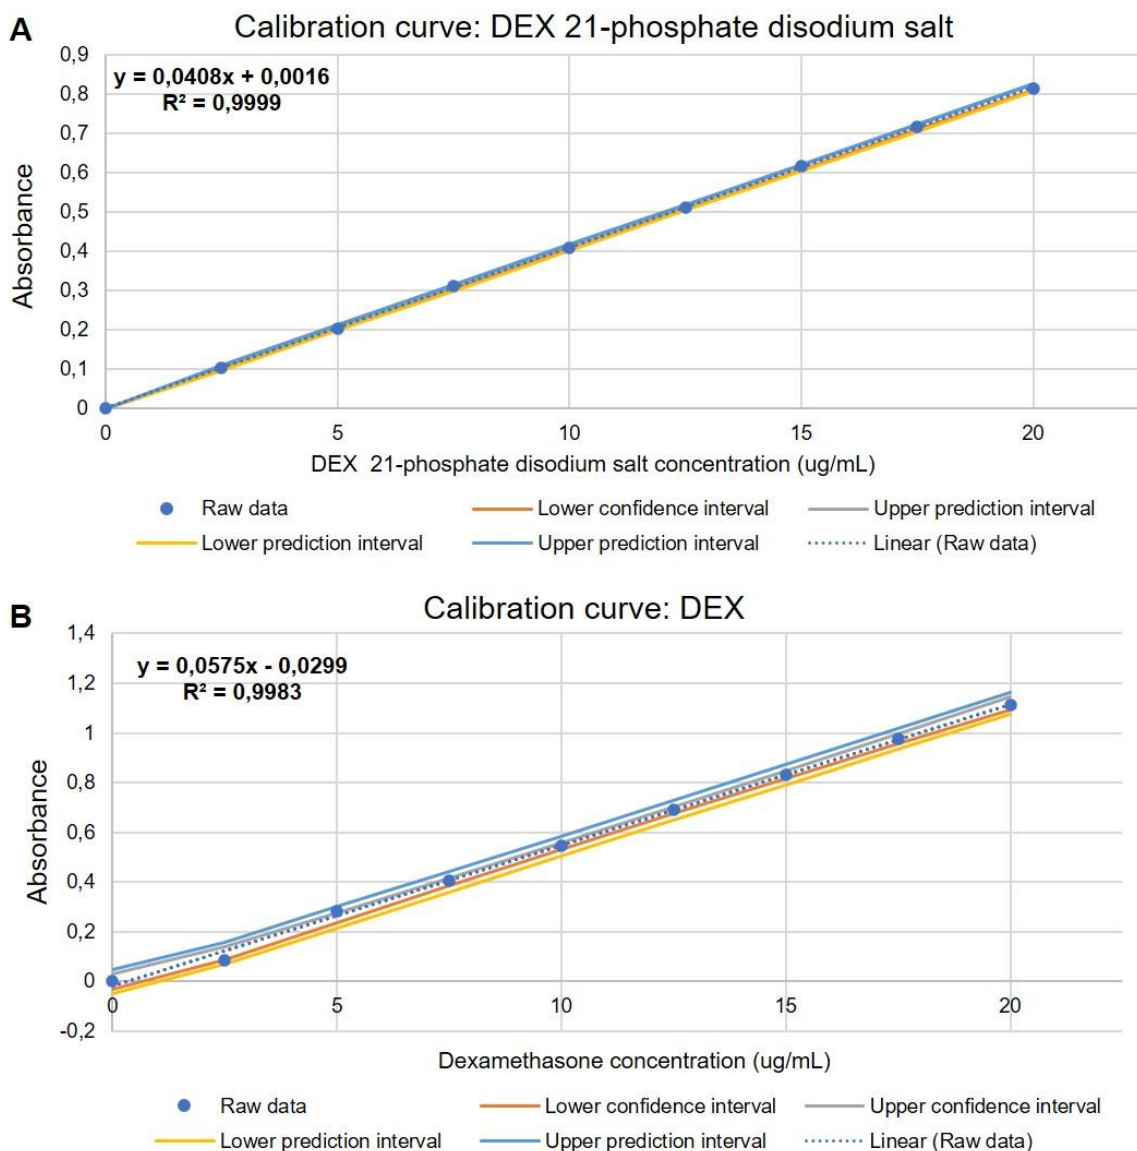 A
Calibration curve: DEX 21-phosphate disodium salt
0,9
y = 0,0408x + 0,0016
R² = 0,9999
0,8
0,7
0,6
0,5
0,4
0,3
0,2
0,1
0
Absorbance
0 5 10 15 20
DEX 21-phosphate disodium salt concentration (ug/mL)
Raw data Lower confidence interval Upper prediction interval
Lower prediction interval Upper prediction interval Linear (Raw data)
B
Calibration curve: DEX
1,4
y = 0,0575x - 0,0299
R² = 0,9983
1,2
1
0,8
0,6
0,4
0,2
0
-0,2
Absorbance
0 5 10 15 20
Dexamethasone concentration (ug/mL)
Raw data Lower confidence interval Upper confidence interval
Lower prediction interval Upper prediction interval Linear (Raw data)